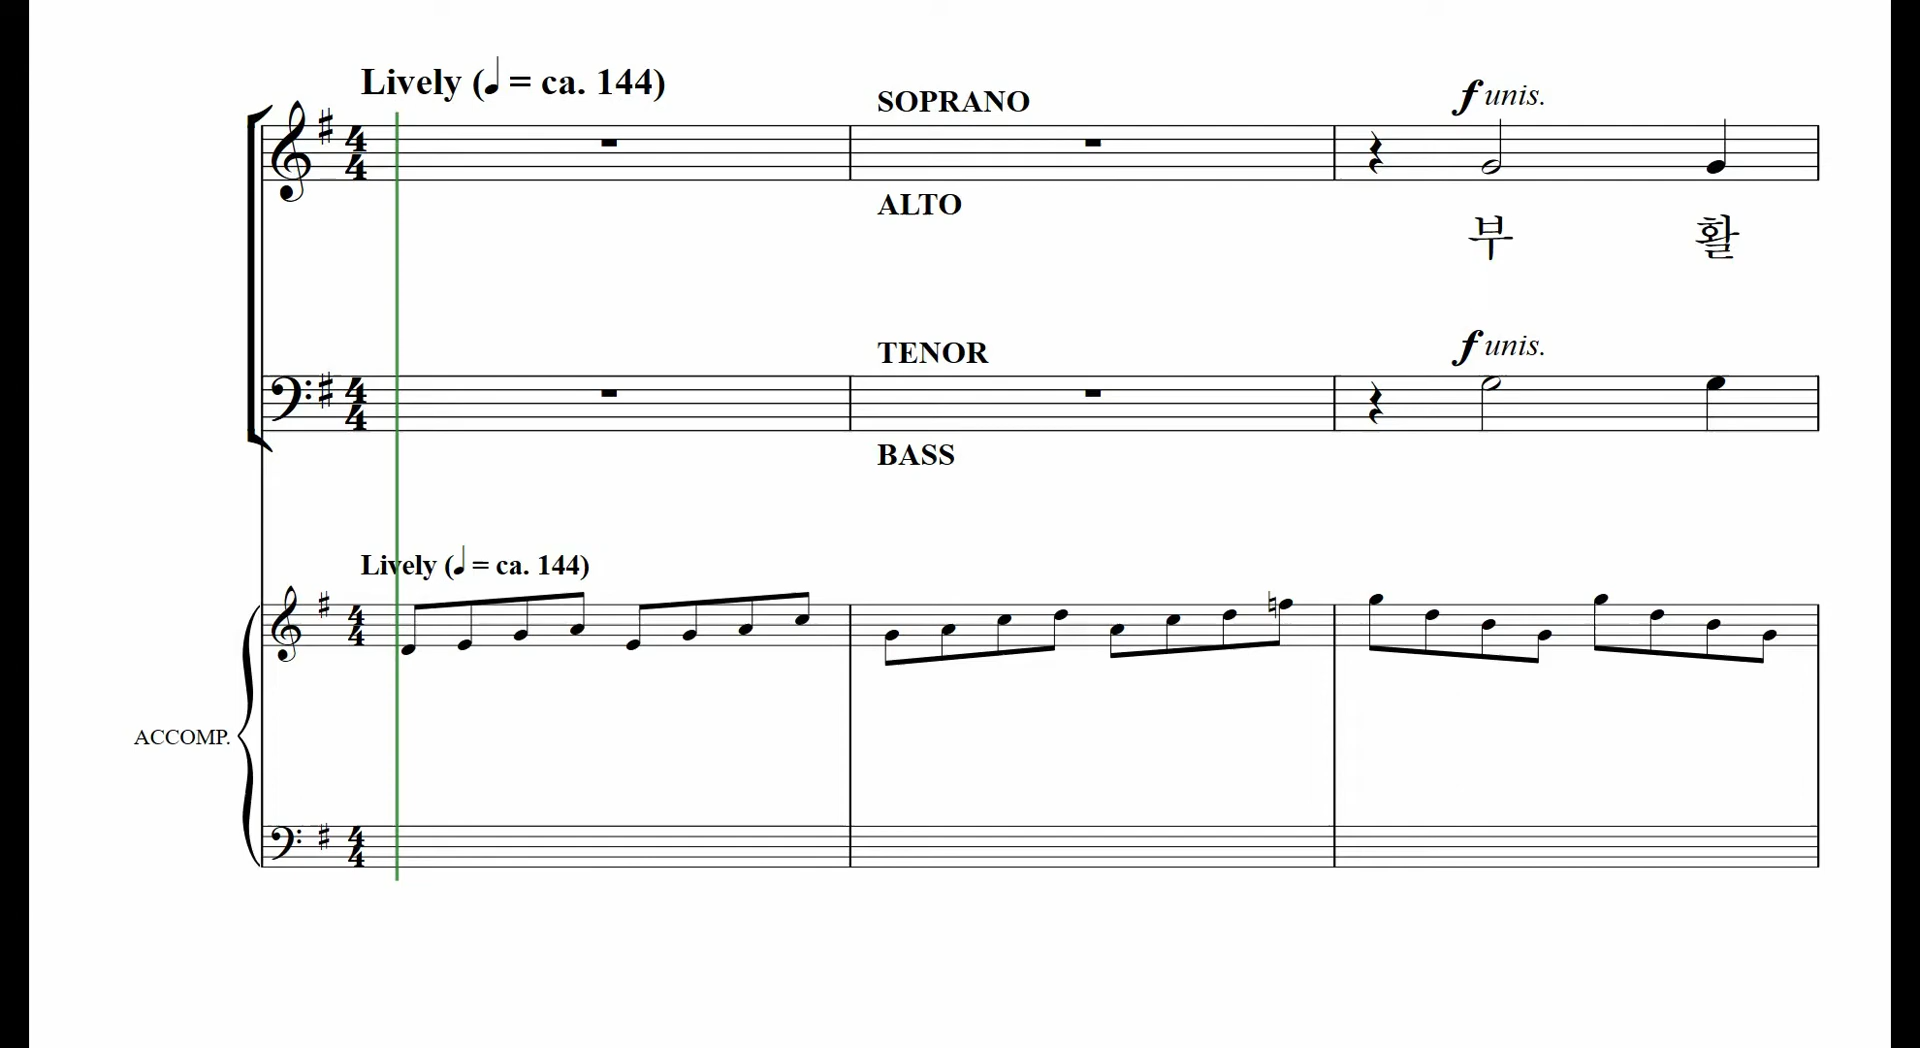 Lively (♩ = ca. 144)
SOPRANO
f unis.
ALTO
부 활
TENOR
f unis.
BASS
Lively (♩ = ca. 144)
ACCOMP.